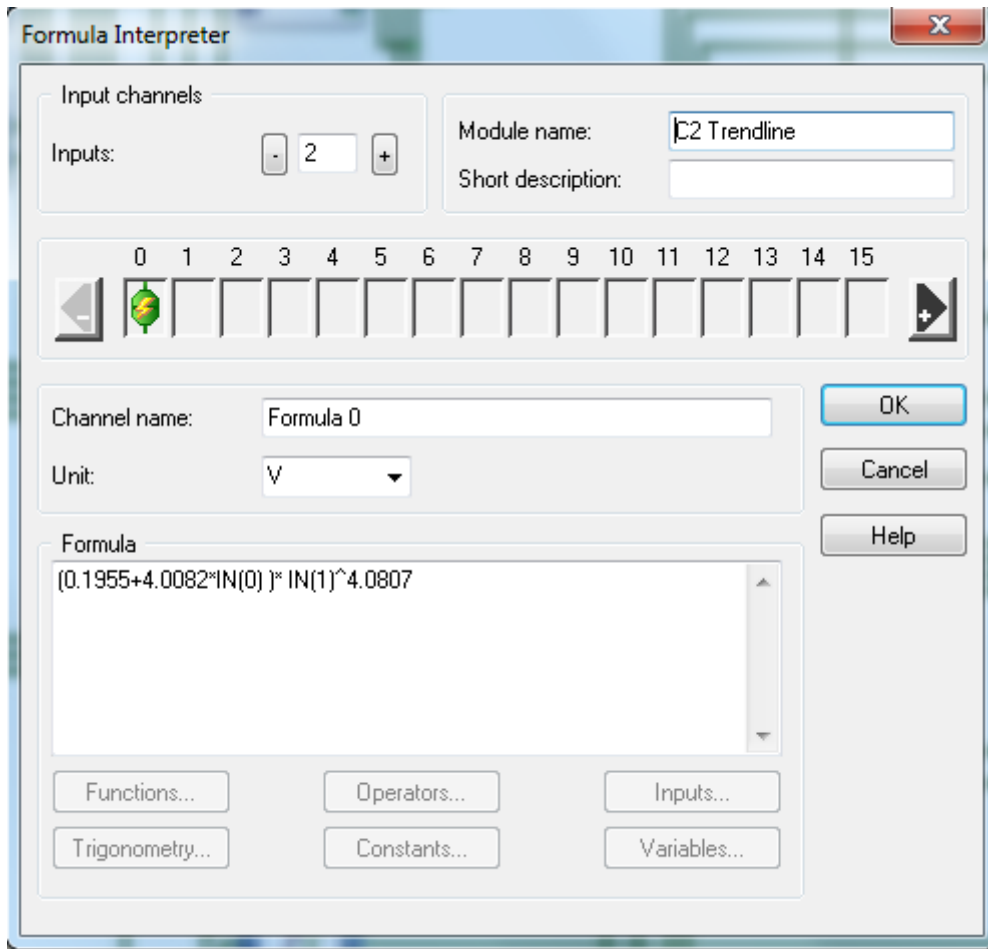 Formula Interpreter
Input channels
Inputs: - 2 +
Module name: C2 Trendline
Short description:
0 1 2 3 4 5 6 7 8 9 10 11 12 13 14 15
- +
Channel name: Formula 0
Unit: V
OK
Cancel
Help
Formula
(0.1955+4.0082*IN(0) )* IN(1)^4.0807
Functions... Operators... Inputs...
Trigonometry... Constants... Variables...